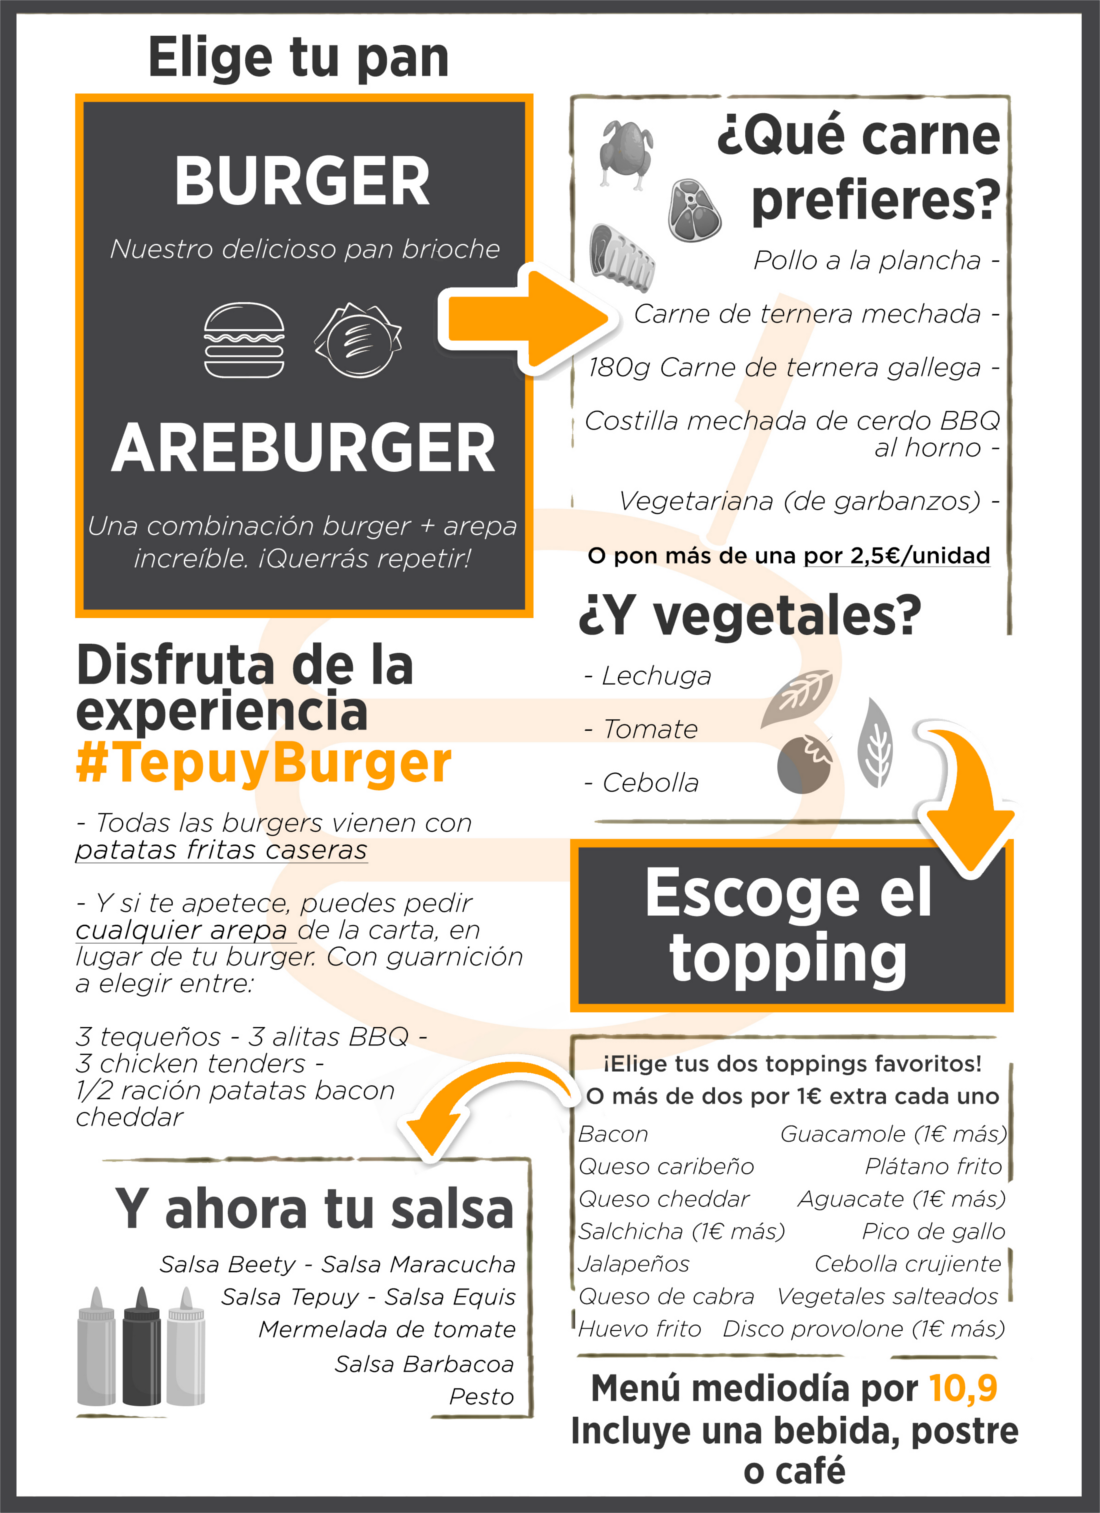 Elige tu pan
BURGER
Nuestro delicioso pan brioche
AREBURGER
Una combinación burger + arepa
increíble. ¡Querrás repetir!
¿Qué carne
prefieres?
Pollo a la plancha -
Carne de ternera mechada -
180g Carne de ternera gallega -
Costilla mechada de cerdo BBQ
al horno -
Vegetariana (de garbanzos) -
O pon más de una por 2,5€/unidad
¿Y vegetales?
- Lechuga
- Tomate
- Cebolla
Disfruta de la
experiencia
#TepuyBurger
- Todas las burgers vienen con
patatas fritas caseras
- Y si te apetece, puedes pedir
cualquier arepa de la carta, en
lugar de tu burger. Con guarnición
a elegir entre:
3 tequeños - 3 alitas BBQ -
3 chicken tenders -
1/2 ración patatas bacon
cheddar
Escoge el
topping
¡Elige tus dos toppings favoritos!
O más de dos por 1€ extra cada uno
Bacon Guacamole (1€ más)
Queso caribeño Plátano frito
Queso cheddar Aguacate (1€ más)
Salchicha (1€ más) Pico de gallo
Jalapeños Cebolla crujiente
Queso de cabra Vegetales salteados
Huevo frito Disco provolone (1€ más)
Y ahora tu salsa
Salsa Beety - Salsa Maracucha
Salsa Tepuy - Salsa Equis
Mermelada de tomate
Salsa Barbacoa
Pesto
Menú mediodía por 10,9
Incluye una bebida, postre
o café